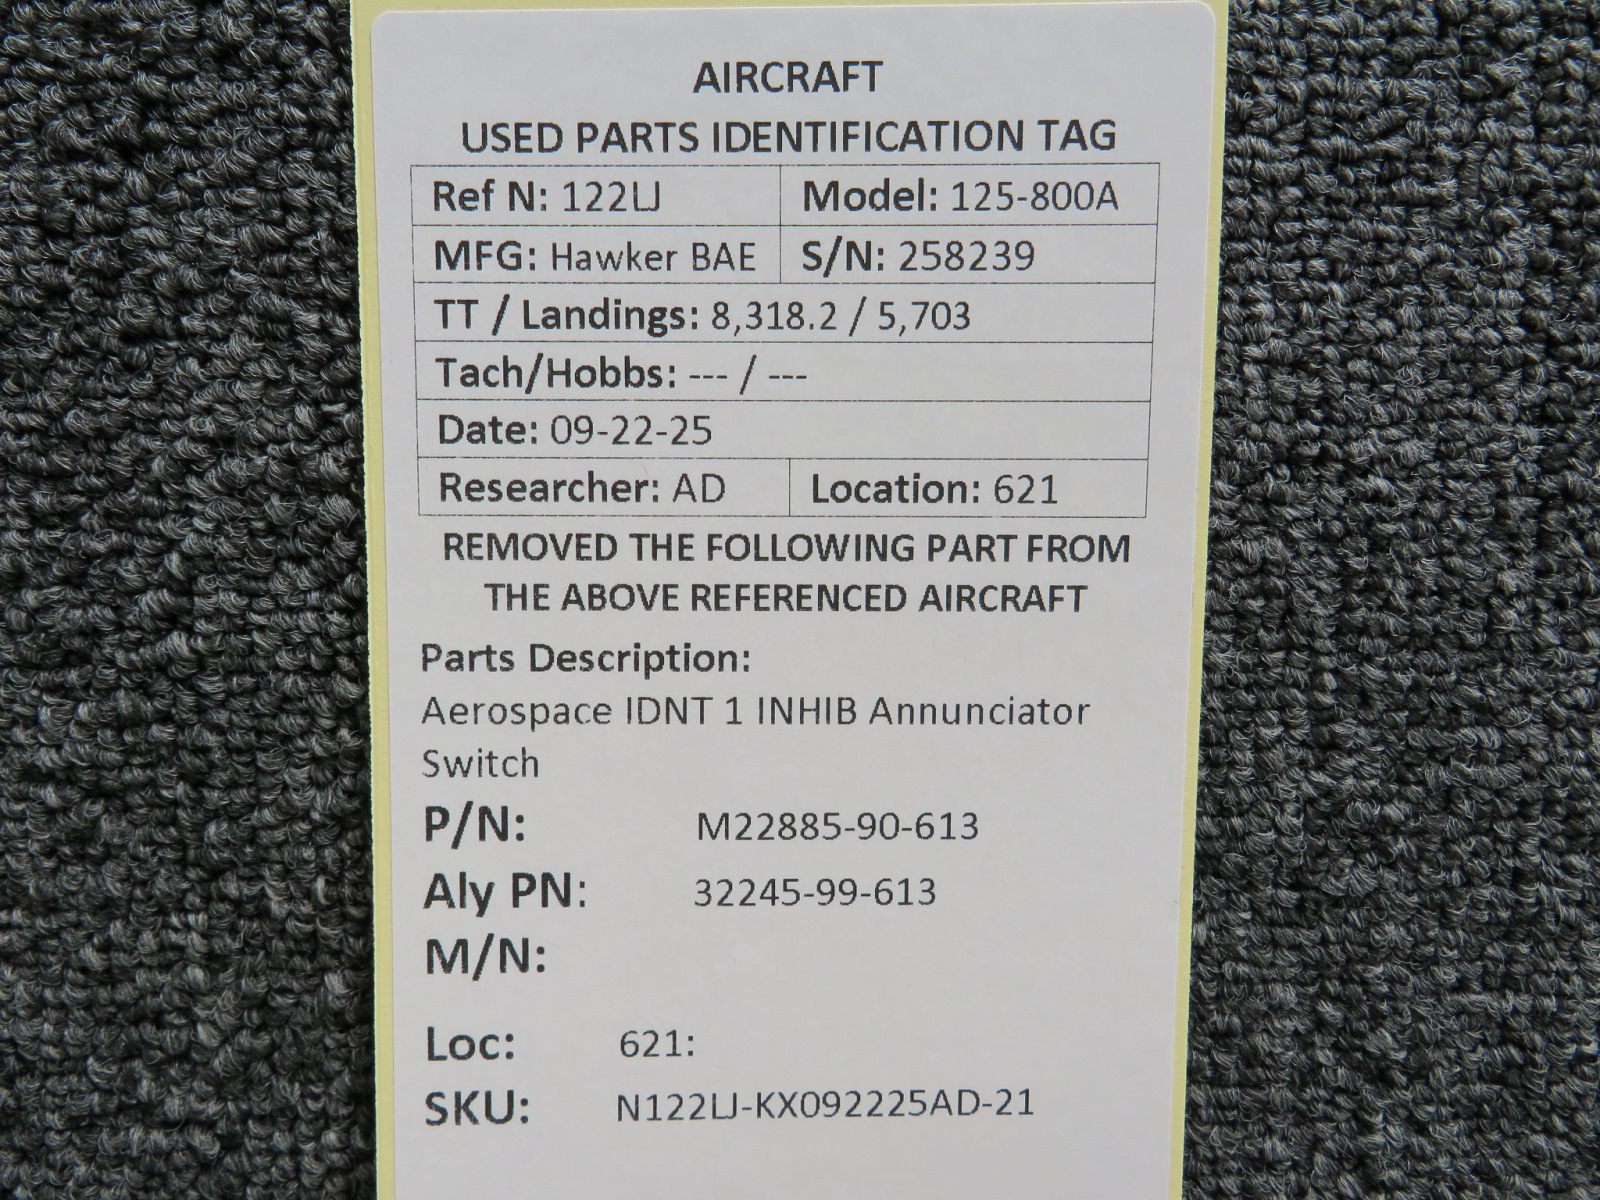 AIRCRAFT
USED PARTS IDENTIFICATION TAG
Ref N: 122LJ Model: 125-800A
MFG: Hawker BAE S/N: 258239
TT / Landings: 8,318.2 / 5,703
Tach/Hobbs: --- / ---
Date: 09-22-25
Researcher: AD Location: 621
REMOVED THE FOLLOWING PART FROM
THE ABOVE REFERENCED AIRCRAFT
Parts Description:
Aerospace IDNT 1 INHIB Annunciator
Switch
P/N: M22885-90-613
Aly PN: 32245-99-613
M/N:
Loc: 621:
SKU: N122LJ-KX092225AD-21